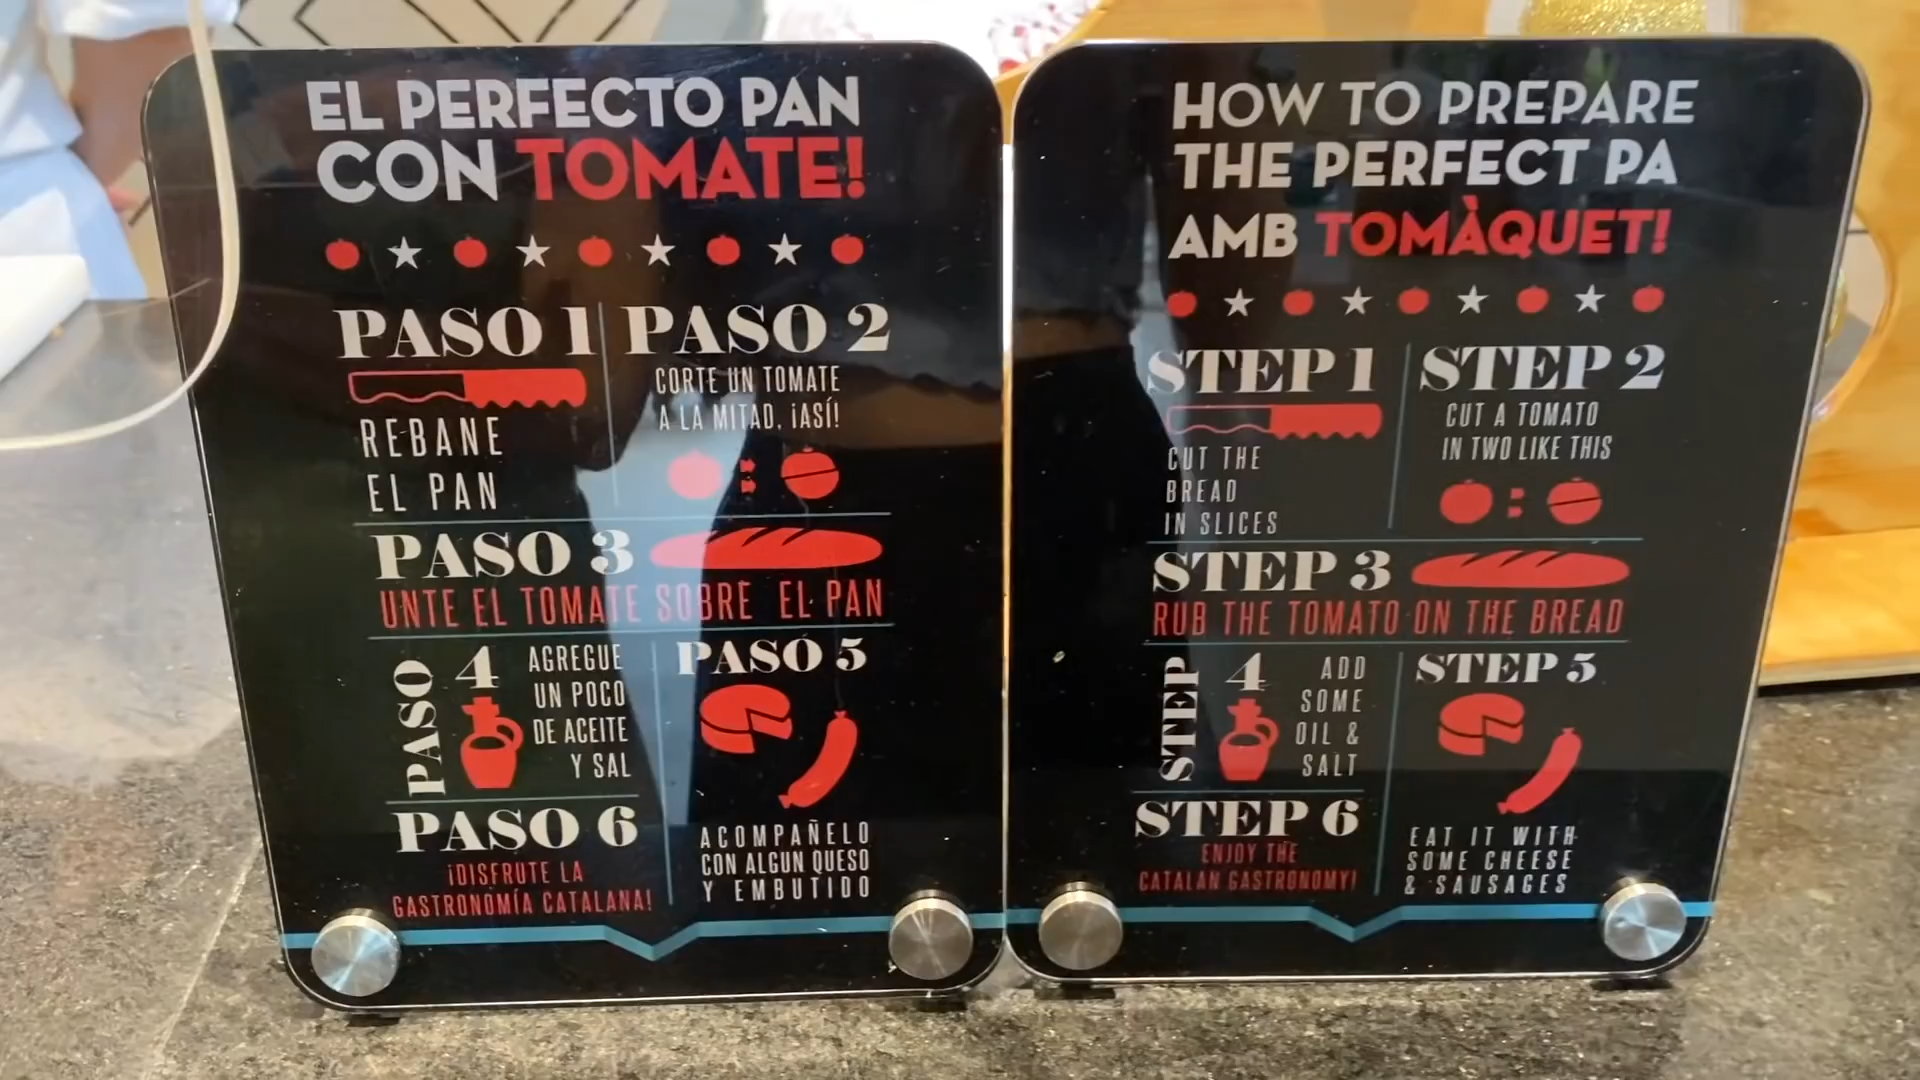 EL PERFECTO PAN
CON TOMATE!
PASO 1
REBANE
EL PAN
PASO 2
CORTE UN TOMATE
A LA MITAD, ¡ASÍ!
PASO 3
UNTE EL TOMATE SOBRE EL PAN
PASO 4
AGREGUE
UN POCO
DE ACEITE
Y SAL
PASO 5
ACOMPAÑELO
CON ALGUN QUESO
Y EMBUTIDO
PASO 6
¡DISFRUTE LA
GASTRONOMÍA CATALANA!
HOW TO PREPARE
THE PERFECT PA
AMB TOMÀQUET!
STEP 1
CUT THE
BREAD
IN SLICES
STEP 2
CUT A TOMATO
IN TWO LIKE THIS
STEP 3
RUB THE TOMATO ON THE BREAD
STEP 4
ADD
SOME
OIL &
SALT
STEP 5
EAT IT WITH
SOME CHEESE
& SAUSAGES
STEP 6
ENJOY THE
CATALAN GASTRONOMY!